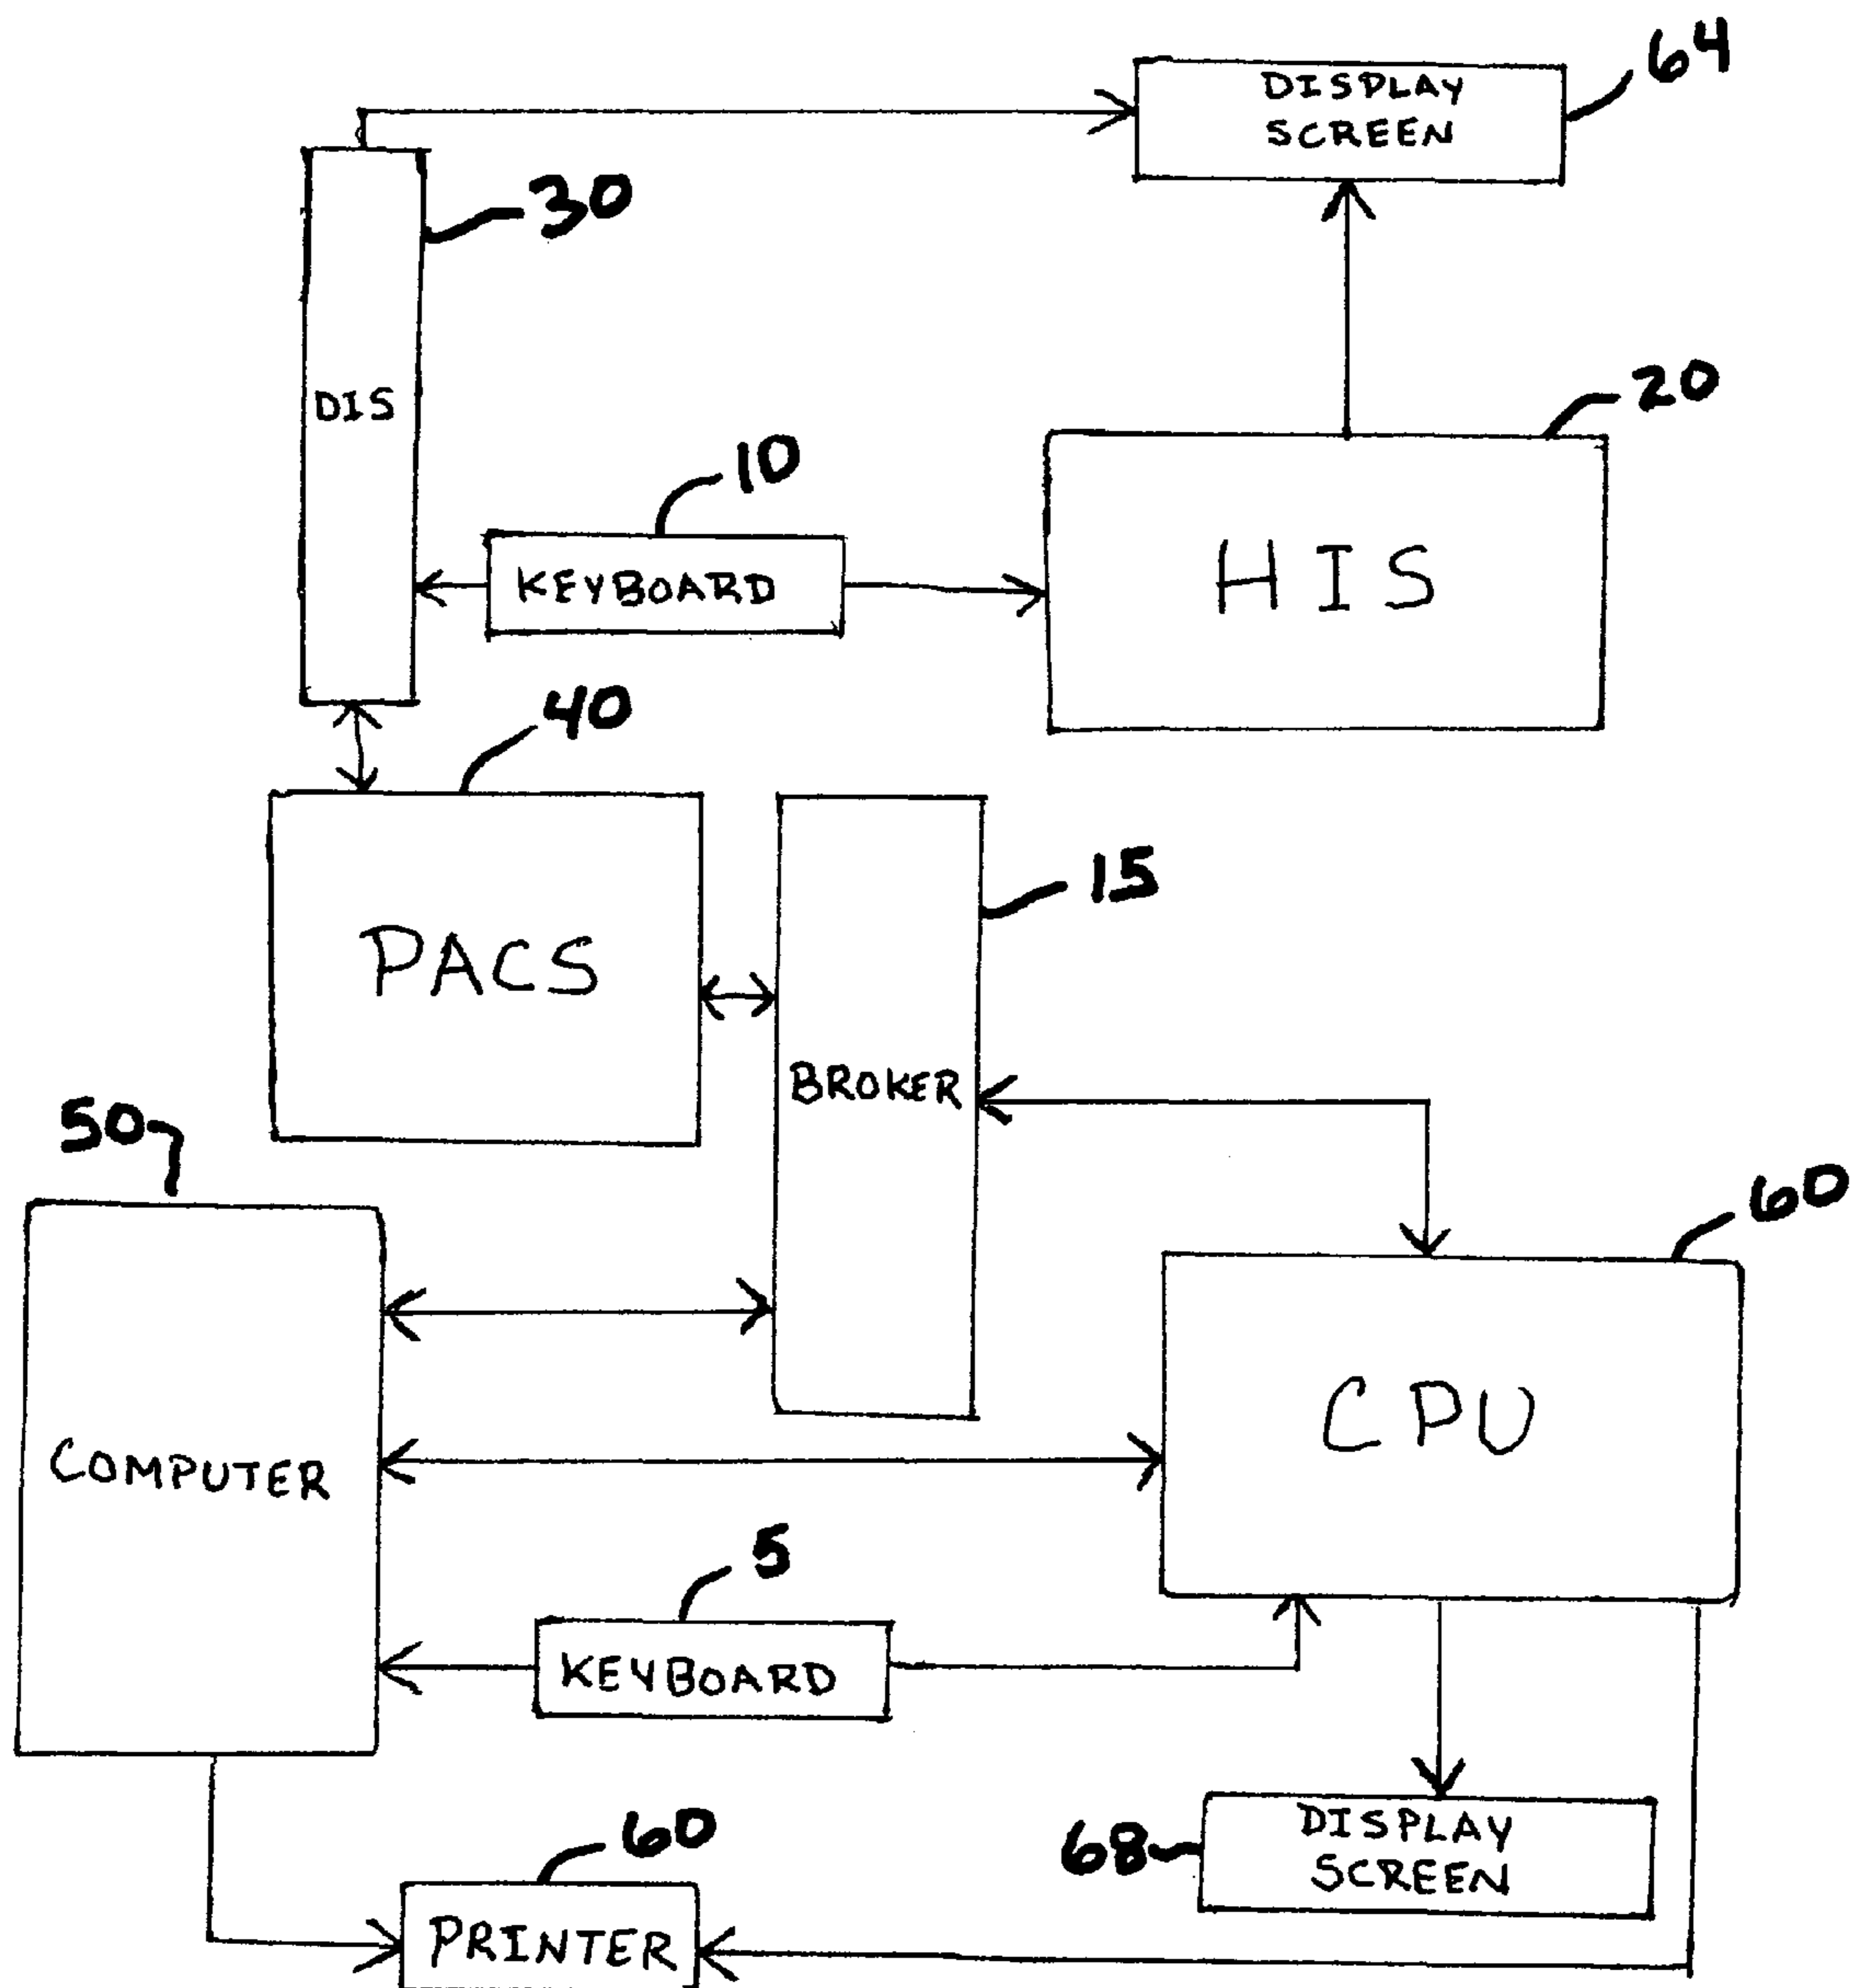 64
DISPLAY
SCREEN
30
20
DIS
10
KEYBOARD
HIS
40
15
PACS
BROKER
50
60
COMPUTER
CPU
5
KEYBOARD
60
68
DISPLAY
SCREEN
PRINTER